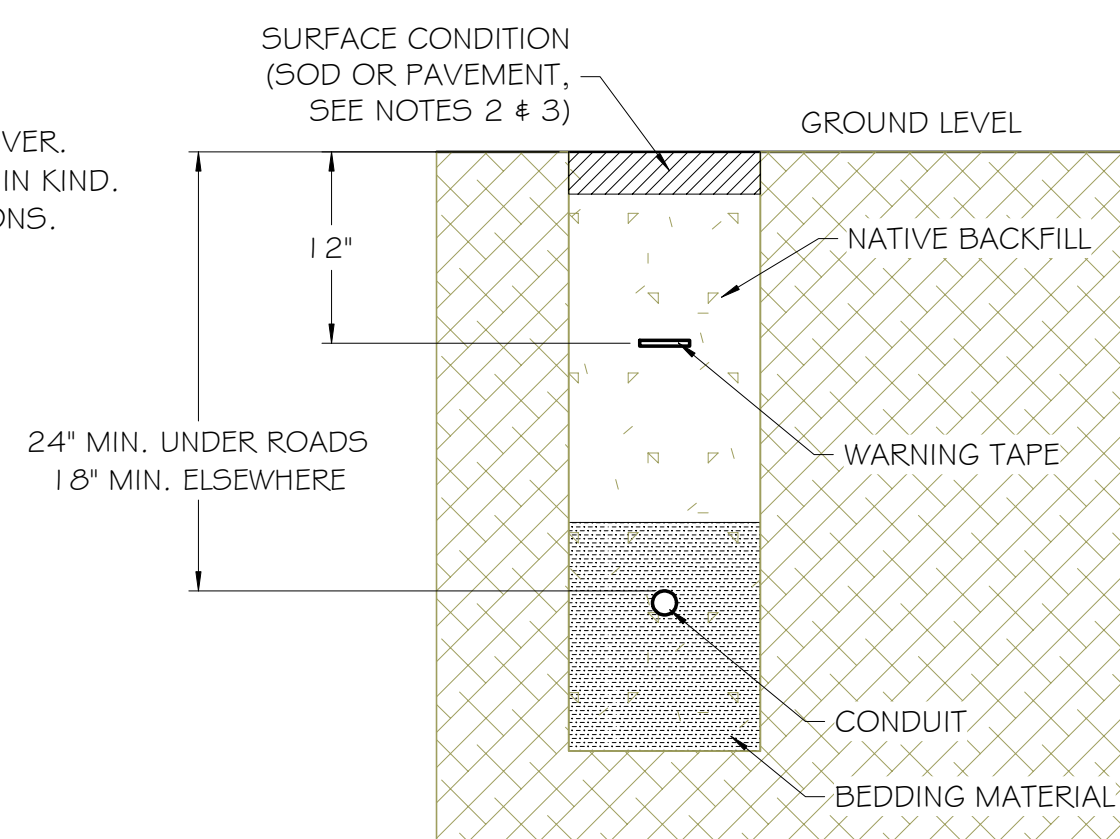 SURFACE CONDITION
(SOD OR PAVEMENT,
SEE NOTES 2 & 3)
GROUND LEVEL
VER.
IN KIND.
ONS.
12"
NATIVE BACKFILL
24" MIN. UNDER ROADS
18" MIN. ELSEWHERE
WARNING TAPE
CONDUIT
BEDDING MATERIAL